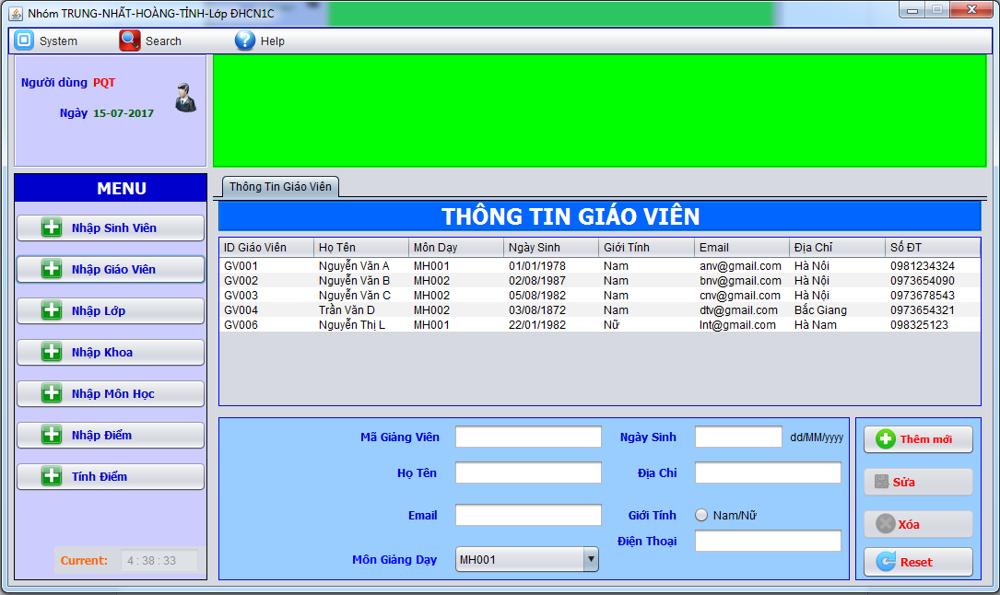 Nhóm TRUNG-NHẤT-HOÀNG-TỈNH-Lớp ĐHCN1C
System Search Help
Người dùng PQT
Ngày 15-07-2017
MENU
Nhập Sinh Viên
Nhập Giáo Viên
Nhập Lớp
Nhập Khoa
Nhập Môn Học
Nhập Điểm
Tính Điểm
Current: 4 : 38 : 33
Thông Tin Giáo Viên
THÔNG TIN GIÁO VIÊN
ID Giáo Viên Họ Tên Môn Dạy Ngày Sinh Giới Tính Email Địa Chỉ Số ĐT
GV001 Nguyễn Văn A MH001 01/01/1978 Nam anv@gmail.com Hà Nôi 0981234324
GV002 Nguyễn Văn B MH002 02/08/1987 Nam bnv@gmail.com Hà Nội 0973654090
GV003 Nguyễn Văn C MH002 05/08/1982 Nam cnv@gmail.com Hà Nội 0973678543
GV004 Trần Văn D MH002 03/08/1872 Nam dtv@gmail.com Bắc Giang 0973654321
GV006 Nguyễn Thị L MH001 22/01/1982 Nữ lnt@gmail.com Hà Nam 098325123
Mã Giảng Viên Ngày Sinh dd/MM/yyyy
Họ Tên Địa Chỉ
Email Giới Tính Nam/Nữ
Điện Thoại
Môn Giảng Dạy MH001
Thêm mới
Sửa
Xóa
Reset